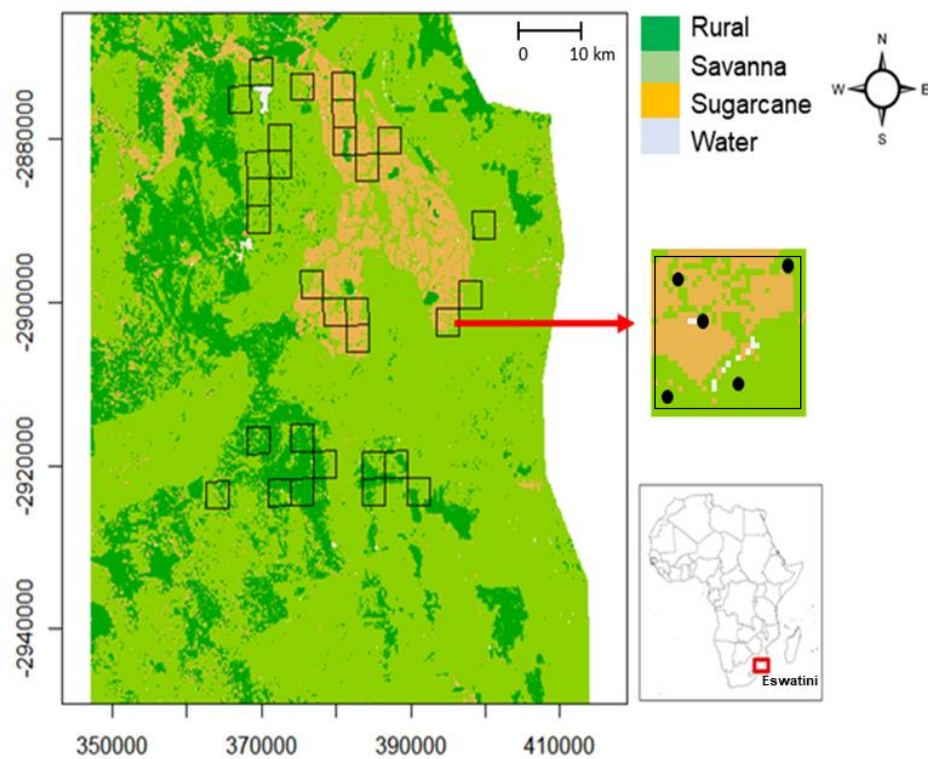 0 10 km
Rural
Savanna
Sugarcane
Water
N
W E
S
-2880000
-2900000
-2920000
-2940000
350000 370000 390000 410000
Eswatini